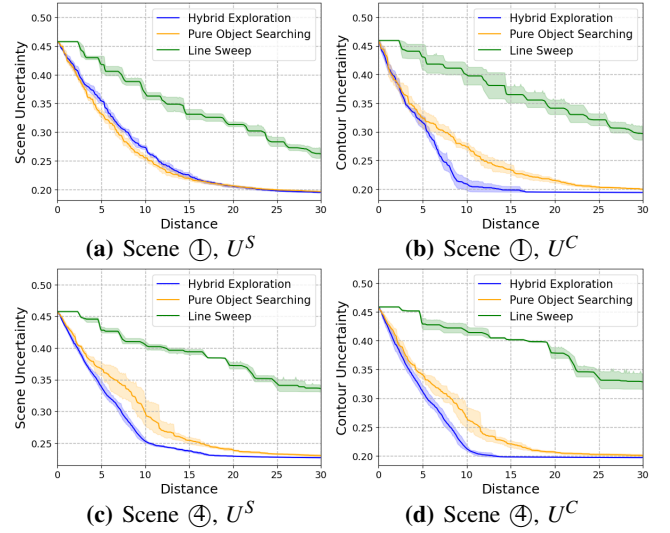 Hybrid Exploration
Pure Object Searching
Line Sweep
0.50
0.45
0.40
0.35
0.30
0.25
0.20
Scene Uncertainty
0 5 10 15 20 25 30
Distance
(a) Scene ①, U^S
Hybrid Exploration
Pure Object Searching
Line Sweep
0.50
0.45
0.40
0.35
0.30
0.25
0.20
Contour Uncertainty
0 5 10 15 20 25 30
Distance
(b) Scene ①, U^C
Hybrid Exploration
Pure Object Searching
Line Sweep
0.50
0.45
0.40
0.35
0.30
0.25
Scene Uncertainty
0 5 10 15 20 25 30
Distance
(c) Scene ④, U^S
Hybrid Exploration
Pure Object Searching
Line Sweep
0.50
0.45
0.40
0.35
0.30
0.25
0.20
Contour Uncertainty
0 5 10 15 20 25 30
Distance
(d) Scene ④, U^C